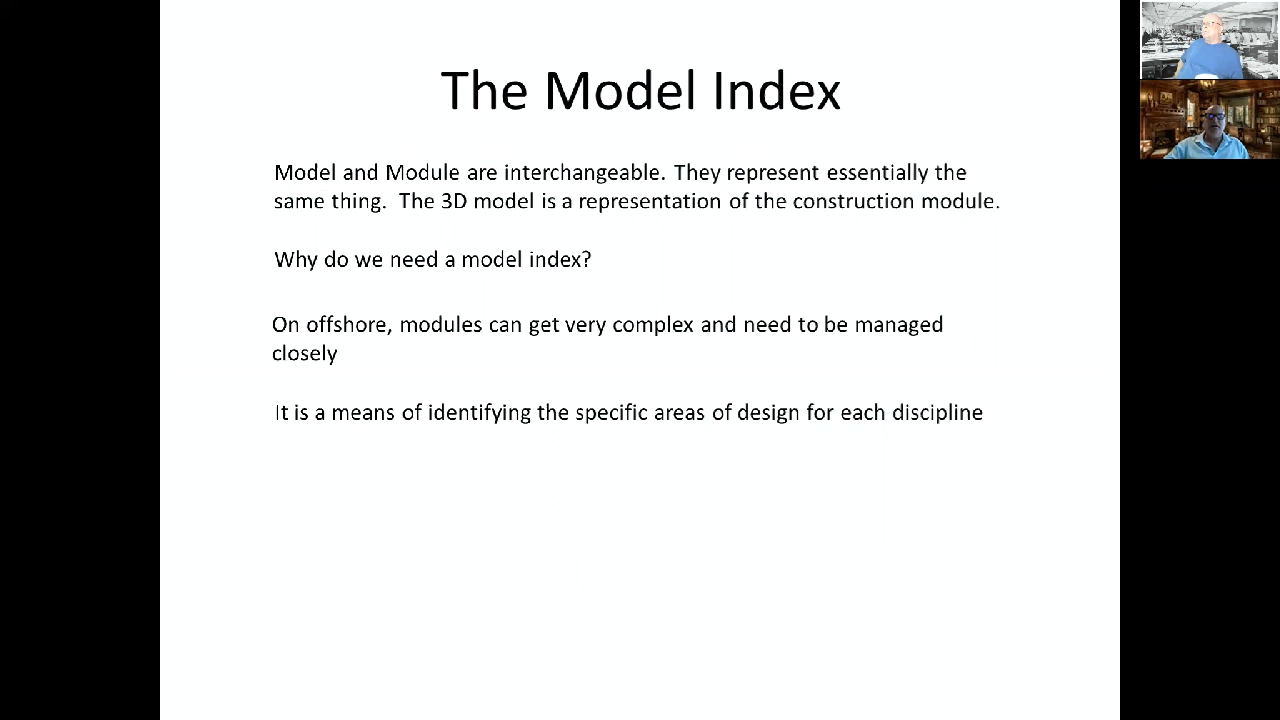 The Model Index
Model and Module are interchangeable. They represent essentially the
same thing.  The 3D model is a representation of the construction module.
Why do we need a model index?
On offshore, modules can get very complex and need to be managed
closely
It is a means of identifying the specific areas of design for each discipline